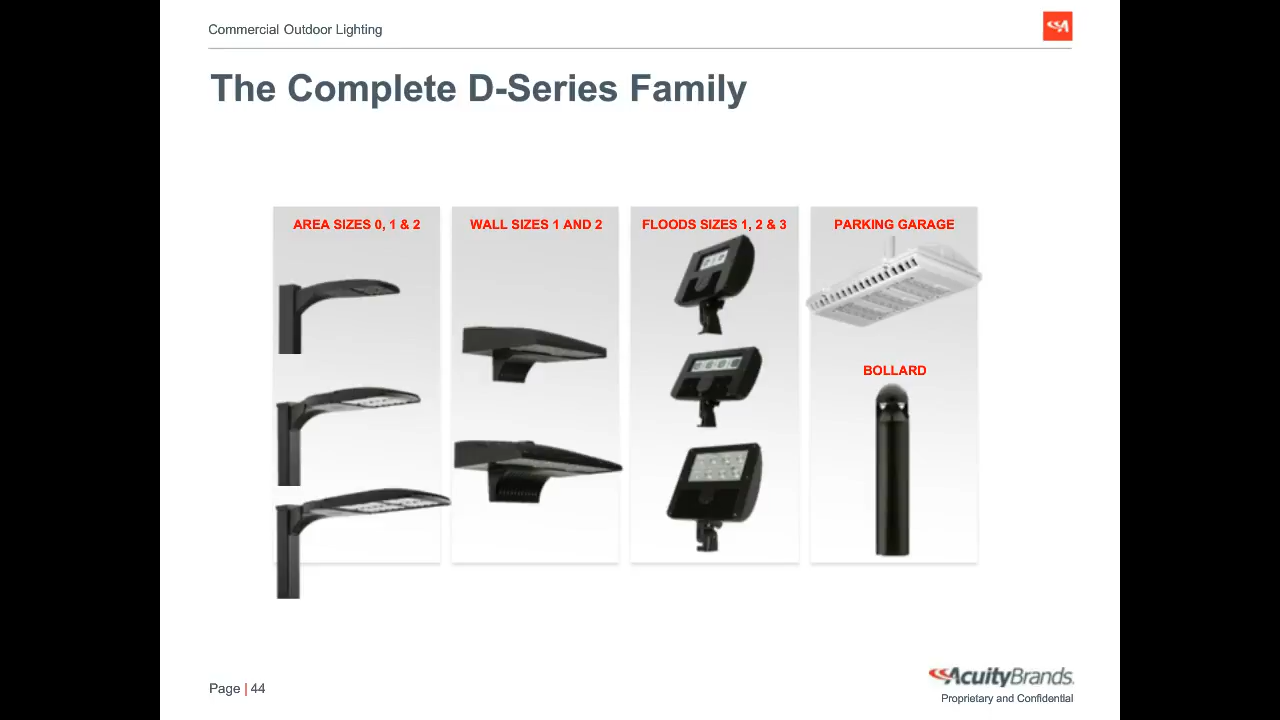 Commercial Outdoor Lighting
The Complete D-Series Family
AREA SIZES 0, 1 & 2
WALL SIZES 1 AND 2
FLOODS SIZES 1, 2 & 3
PARKING GARAGE
BOLLARD
Page | 44
AcuityBrands.
Proprietary and Confidential